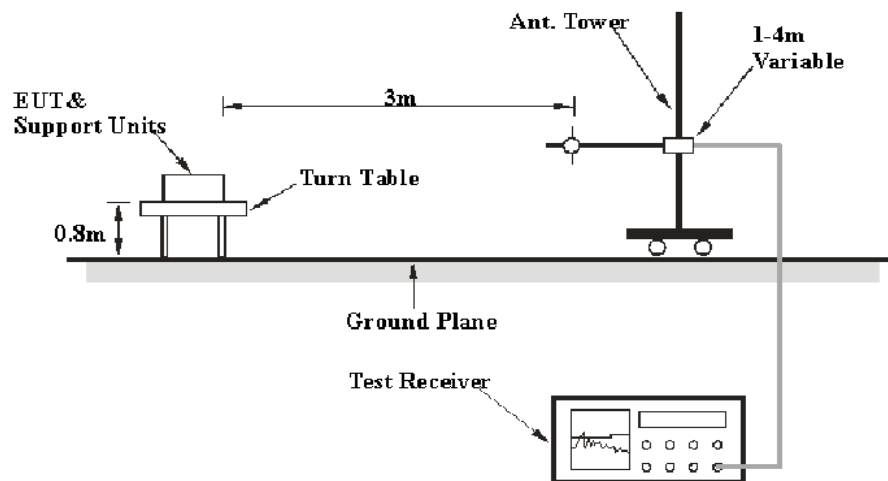 Ant. Tower
1-4m
Variable
3m
EUT&
Support Units
Turn Table
0.8m
Ground Plane
Test Receiver